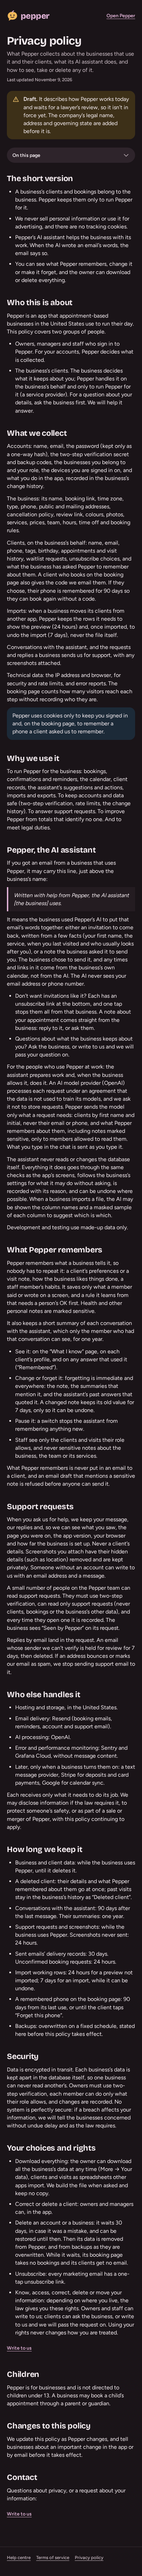 pepper
Open Pepper
Privacy policy
What Pepper collects about the businesses that use
it and their clients, what its AI assistant does, and
how to see, take or delete any of it.
Last updated November 9, 2026
Draft. It describes how Pepper works today
and waits for a lawyer's review, so it isn't in
force yet. The company's legal name,
address and governing state are added
before it is.
On this page
The short version
A business's clients and bookings belong to the
business. Pepper keeps them only to run Pepper
for it.
We never sell personal information or use it for
advertising, and there are no tracking cookies.
Pepper's AI assistant helps the business with its
work. When the AI wrote an email's words, the
email says so.
You can see what Pepper remembers, change it
or make it forget, and the owner can download
or delete everything.
Who this is about
Pepper is an app that appointment-based
businesses in the United States use to run their day.
This policy covers two groups of people.
Owners, managers and staff who sign in to
Pepper. For your accounts, Pepper decides what
is collected.
The business's clients. The business decides
what it keeps about you; Pepper handles it on
the business's behalf and only to run Pepper for
it (a service provider). For a question about your
details, ask the business first. We will help it
answer.
What we collect
Accounts: name, email, the password (kept only as
a one-way hash), the two-step verification secret
and backup codes, the businesses you belong to
and your role, the devices you are signed in on, and
what you do in the app, recorded in the business's
change history.
The business: its name, booking link, time zone,
type, phone, public and mailing addresses,
cancellation policy, review link, colours, photos,
services, prices, team, hours, time off and booking
rules.
Clients, on the business's behalf: name, email,
phone, tags, birthday, appointments and visit
history, waitlist requests, unsubscribe choices, and
what the business has asked Pepper to remember
about them. A client who books on the booking
page also gives the code we email them. If they
choose, their phone is remembered for 90 days so
they can book again without a code.
Imports: when a business moves its clients from
another app, Pepper keeps the rows it needs to
show the preview (24 hours) and, once imported, to
undo the import (7 days), never the file itself.
Conversations with the assistant, and the requests
and replies a business sends us for support, with any
screenshots attached.
Technical data: the IP address and browser, for
security and rate limits, and error reports. The
booking page counts how many visitors reach each
step without recording who they are.
Pepper uses cookies only to keep you signed in
and, on the booking page, to remember a
phone a client asked us to remember.
Why we use it
To run Pepper for the business: bookings,
confirmations and reminders, the calendar, client
records, the assistant's suggestions and actions,
imports and exports. To keep accounts and data
safe (two-step verification, rate limits, the change
history). To answer support requests. To improve
Pepper from totals that identify no one. And to
meet legal duties.
Pepper, the AI assistant
If you got an email from a business that uses
Pepper, it may carry this line, just above the
business's name:
Written with help from Pepper, the AI assistant
[the business] uses.
It means the business used Pepper's AI to put that
email's words together: either an invitation to come
back, written from a few facts (your first name, the
service, when you last visited and who usually looks
after you), or a note the business asked it to draft to
you. The business chose to send it, and any times
and links in it come from the business's own
calendar, not from the AI. The AI never sees your
address or phone number.
Don't want invitations like it? Each has an
unsubscribe link at the bottom, and one tap
stops them all from that business. A note about
your own appointment comes straight from the
business: reply to it, or ask them.
Questions about what the business keeps about
you? Ask the business, or write to us and we will
pass your question on.
For the people who use Pepper at work: the
assistant prepares work and, when the business
allows it, does it. An AI model provider (OpenAI)
processes each request under an agreement and
does not use it to train its models, and we ask it
not to store requests. Pepper sends the model
only what a request needs: a client's first name and
initial, never their email or phone, and what Pepper
remembers about them, including notes marked
sensitive, only to members allowed to read them.
What you type in the chat is sent as you type it.
The assistant never reads or changes the database
itself. Everything it does goes through the same
checks as the app's screens, follows the business's
settings for what it may do without asking, is
recorded with its reason, and can be undone where
possible. When a business imports a file, the AI may
be shown the column names and a masked sample
of each column to suggest which is which.
Development and testing use made-up data only.
What Pepper remembers
Pepper remembers what a business tells it, so
nobody has to repeat it: a client's preference or a
visit note, how the business likes things done, a
staff member's habits. It saves only what a member
said or wrote on a screen, and a rule it learns from
that needs a person's OK first. Health and other
personal notes are marked sensitive.
It also keeps a short summary of each conversation
with the assistant, which only the member who had
that conversation can see, for one year.
See it: on the "What I know" page, on each
client's profile, and on any answer that used it
("Remembered").
Change or forget it: forgetting is immediate and
everywhere: the note, the summaries that
mention it, and the assistant's past answers that
quoted it. A changed note keeps its old value for
7 days, only so it can be undone.
Pause it: a switch stops the assistant from
remembering anything new.
Staff see only the clients and visits their role
allows, and never sensitive notes about the
business, the team or its services.
What Pepper remembers is never put in an email to
a client, and an email draft that mentions a sensitive
note is refused before anyone can send it.
Support requests
When you ask us for help, we keep your message,
our replies and, so we can see what you saw, the
page you were on, the app version, your browser
and how far the business is set up. Never a client's
details. Screenshots you attach have their hidden
details (such as location) removed and are kept
privately. Someone without an account can write to
us with an email address and a message.
A small number of people on the Pepper team can
read support requests. They must use two-step
verification, can read only support requests (never
clients, bookings or the business's other data), and
every time they open one it is recorded. The
business sees "Seen by Pepper" on its request.
Replies by email land in the request. An email
whose sender we can't verify is held for review for 7
days, then deleted. If an address bounces or marks
our email as spam, we stop sending support email to
it.
Who else handles it
Hosting and storage, in the United States.
Email delivery: Resend (booking emails,
reminders, account and support email).
AI processing: OpenAI.
Error and performance monitoring: Sentry and
Grafana Cloud, without message content.
Later, only when a business turns them on: a text
message provider, Stripe for deposits and card
payments, Google for calendar sync.
Each receives only what it needs to do its job. We
may disclose information if the law requires it, to
protect someone's safety, or as part of a sale or
merger of Pepper, with this policy continuing to
apply.
How long we keep it
Business and client data: while the business uses
Pepper, until it deletes it.
A deleted client: their details and what Pepper
remembered about them go at once; past visits
stay in the business's history as "Deleted client".
Conversations with the assistant: 90 days after
the last message. Their summaries: one year.
Support requests and screenshots: while the
business uses Pepper. Screenshots never sent:
24 hours.
Sent emails' delivery records: 30 days.
Unconfirmed booking requests: 24 hours.
Import working rows: 24 hours for a preview not
imported; 7 days for an import, while it can be
undone.
A remembered phone on the booking page: 90
days from its last use, or until the client taps
"Forget this phone".
Backups: overwritten on a fixed schedule, stated
here before this policy takes effect.
Security
Data is encrypted in transit. Each business's data is
kept apart in the database itself, so one business
can never read another's. Owners must use two-
step verification, each member can do only what
their role allows, and changes are recorded. No
system is perfectly secure: if a breach affects your
information, we will tell the businesses concerned
without undue delay and as the law requires.
Your choices and rights
Download everything: the owner can download
all the business's data at any time (More → Your
data), clients and visits as spreadsheets other
apps import. We build the file when asked and
keep no copy.
Correct or delete a client: owners and managers
can, in the app.
Delete an account or a business: it waits 30
days, in case it was a mistake, and can be
restored until then. Then its data is removed
from Pepper, and from backups as they are
overwritten. While it waits, its booking page
takes no bookings and its clients get no email.
Unsubscribe: every marketing email has a one-
tap unsubscribe link.
Know, access, correct, delete or move your
information: depending on where you live, the
law gives you these rights. Owners and staff can
write to us; clients can ask the business, or write
to us and we will pass the request on. Using your
rights never changes how you are treated.
Write to us
Children
Pepper is for businesses and is not directed to
children under 13. A business may book a child's
appointment through a parent or guardian.
Changes to this policy
We update this policy as Pepper changes, and tell
businesses about an important change in the app or
by email before it takes effect.
Contact
Questions about privacy, or a request about your
information:
Write to us
Help centre Terms of service Privacy policy